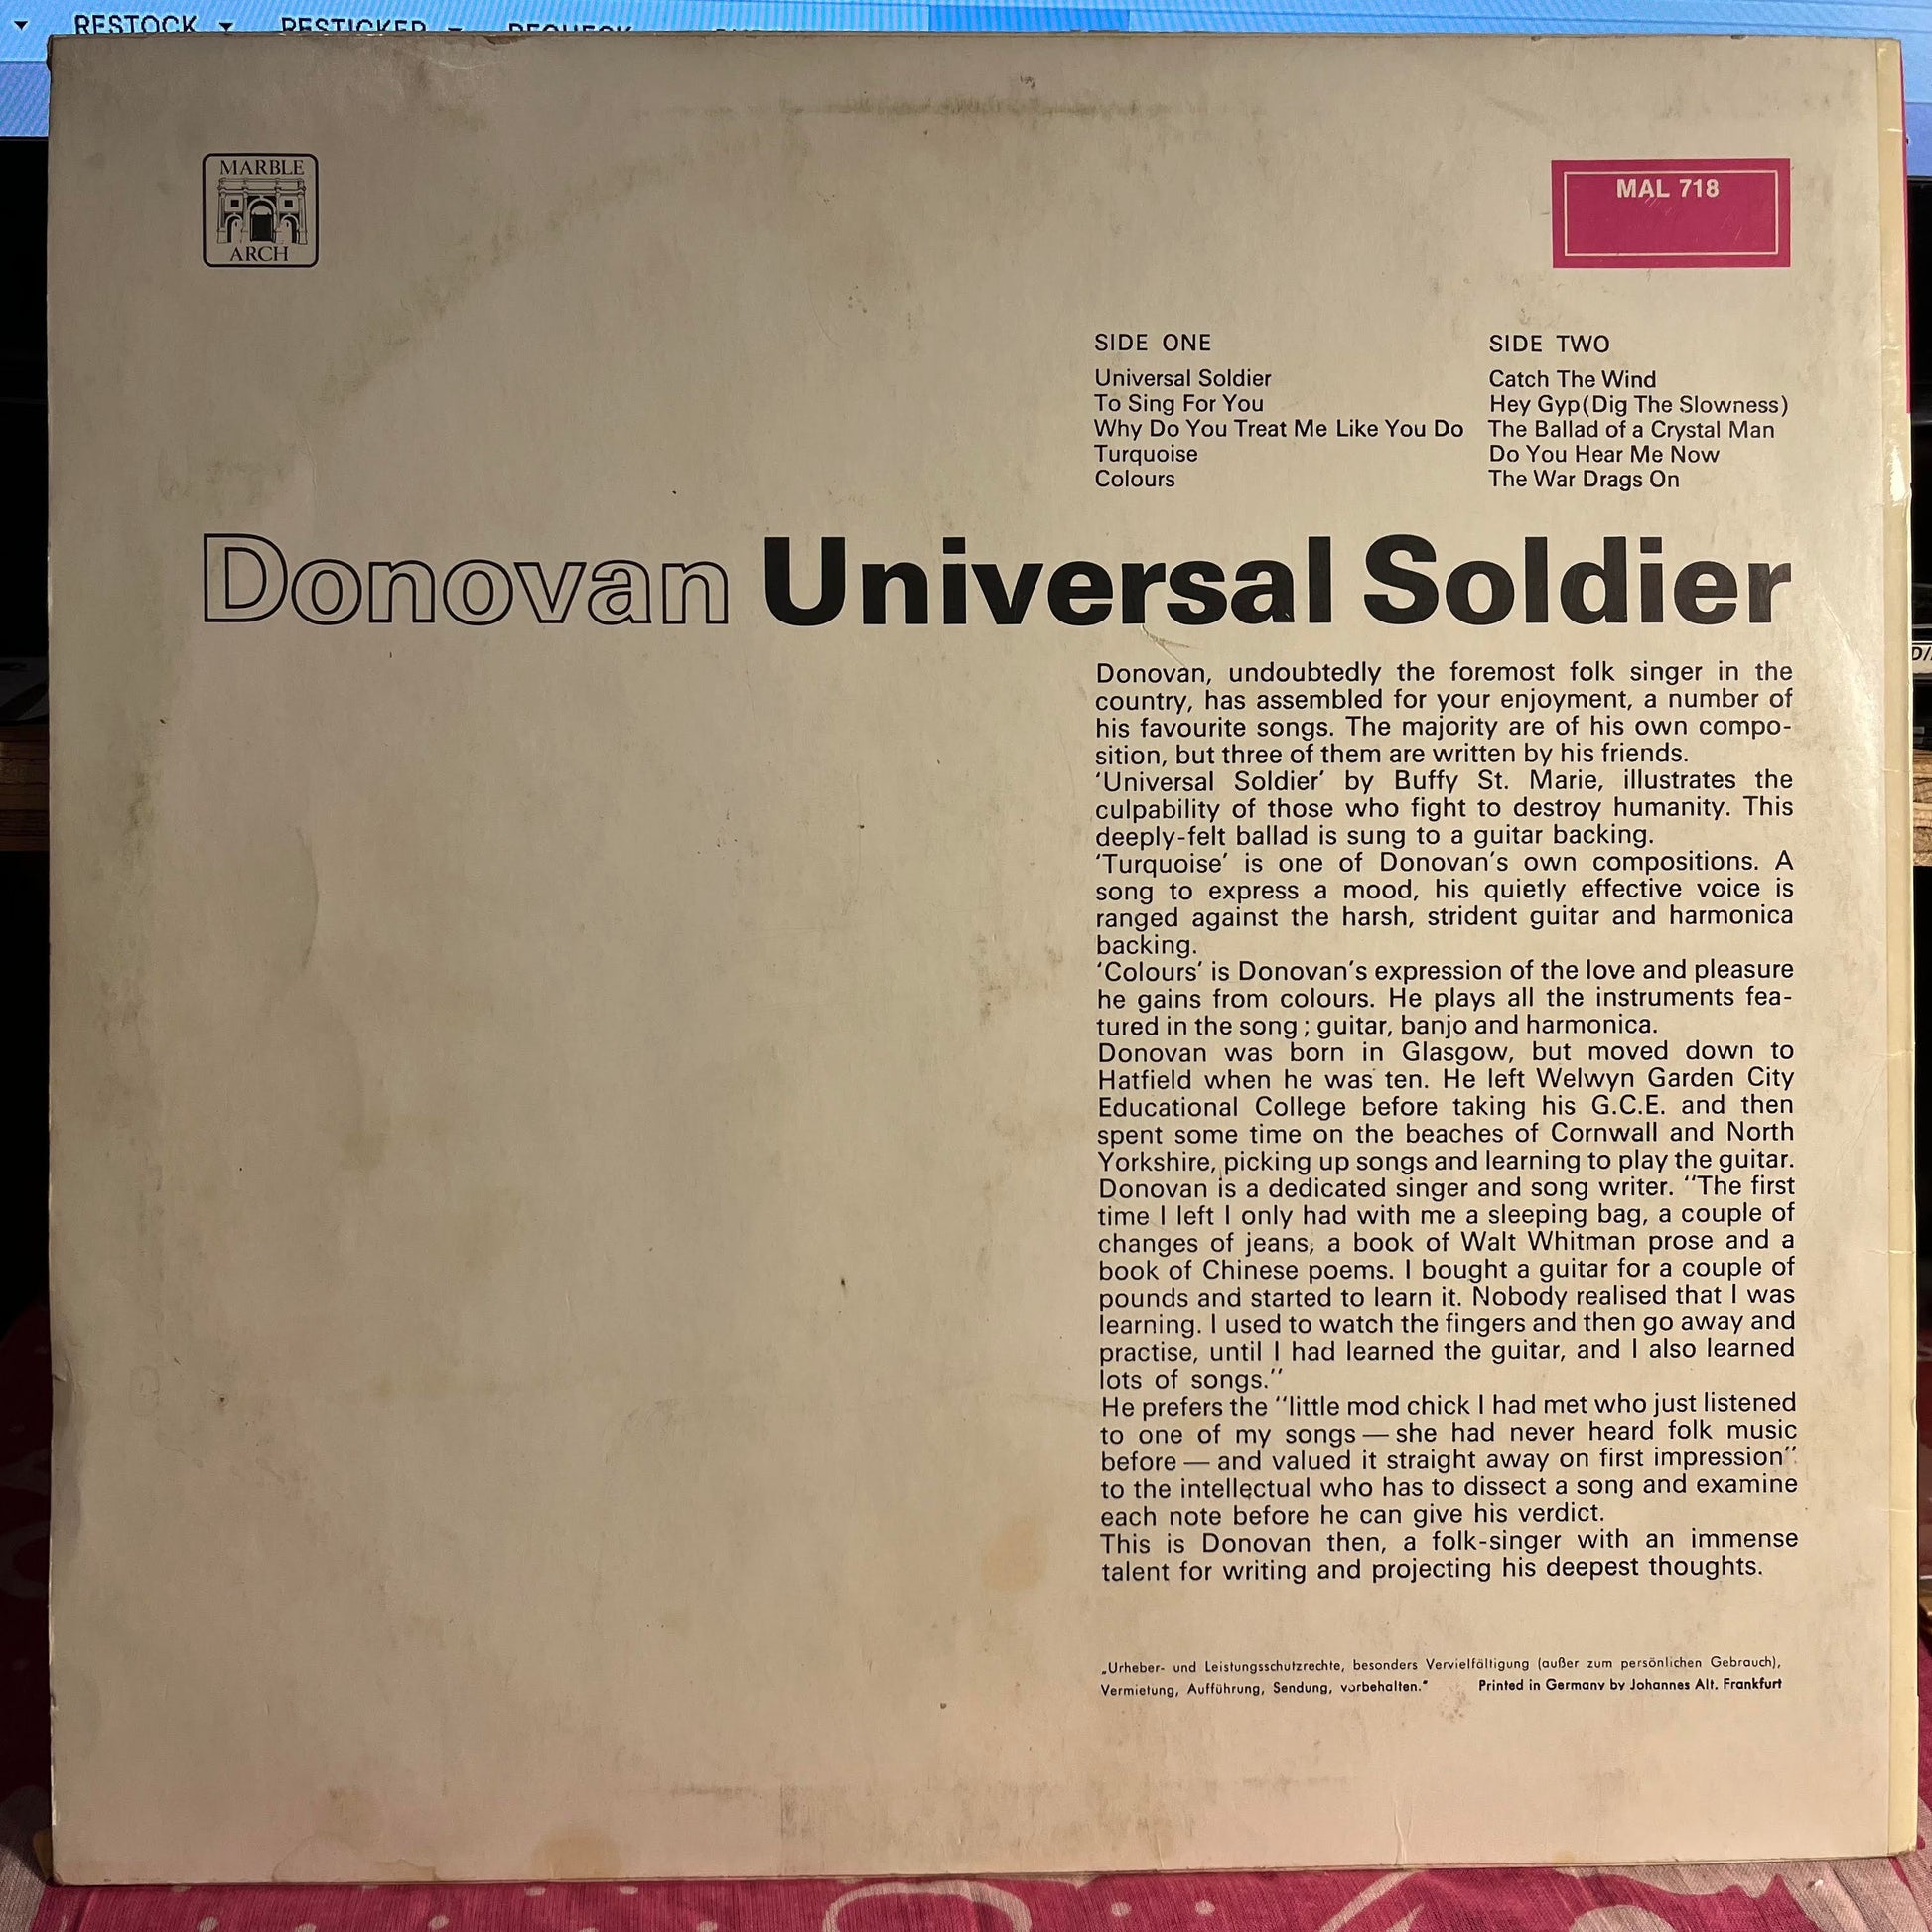 RESTOCK RESTICKER RECHECK
MARBLE
ARCH
MAL 718
SIDE ONE
Universal Soldier
To Sing For You
Why Do You Treat Me Like You Do
Turquoise
Colours
SIDE TWO
Catch The Wind
Hey Gyp(Dig The Slowness)
The Ballad of a Crystal Man
Do You Hear Me Now
The War Drags On
Donovan Universal Soldier
Donovan, undoubtedly the foremost folk singer in the
country, has assembled for your enjoyment, a number of
his favourite songs. The majority are of his own compo-
sition, but three of them are written by his friends.
‘Universal Soldier’ by Buffy St. Marie, illustrates the
culpability of those who fight to destroy humanity. This
deeply-felt ballad is sung to a guitar backing.
‘Turquoise’ is one of Donovan’s own compositions. A
song to express a mood, his quietly effective voice is
ranged against the harsh, strident guitar and harmonica
backing.
‘Colours’ is Donovan’s expression of the love and pleasure
he gains from colours. He plays all the instruments fea-
tured in the song; guitar, banjo and harmonica.
Donovan was born in Glasgow, but moved down to
Hatfield when he was ten. He left Welwyn Garden City
Educational College before taking his G.C.E. and then
spent some time on the beaches of Cornwall and North
Yorkshire, picking up songs and learning to play the guitar.
Donovan is a dedicated singer and song writer. “The first
time I left I only had with me a sleeping bag, a couple of
changes of jeans, a book of Walt Whitman prose and a
book of Chinese poems. I bought a guitar for a couple of
pounds and started to learn it. Nobody realised that I was
learning. I used to watch the fingers and then go away and
practise, until I had learned the guitar, and I also learned
lots of songs.”
He prefers the “little mod chick I had met who just listened
to one of my songs — she had never heard folk music
before — and valued it straight away on first impression”
to the intellectual who has to dissect a song and examine
each note before he can give his verdict.
This is Donovan then, a folk-singer with an immense
talent for writing and projecting his deepest thoughts.
„Urheber- und Leistungsschutzrechte, besonders Vervielfältigung (außer zum persönlichen Gebrauch),
Vermietung, Aufführung, Sendung, vorbehalten.“ Printed in Germany by Johannes Alt. Frankfurt